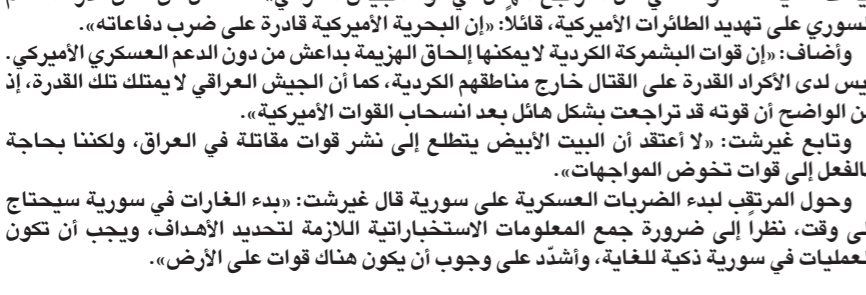 السوري على تهديد الطائرات الأميركية، قائلاً: «إن البحرية الأميركية قادرة على ضرب دفاعاته».
وأضاف: «إن قوات البشمركة الكردية لا يمكنها إلحاق الهزيمة بداعش من دون الدعم العسكري الأميركي.
ليس لدى الأكراد القدرة على القتال خارج مناطقهم الكردية، كما أن الجيش العراقي لا يمتلك تلك القدرة، إذ
من الواضح أن قوته قد تراجعت بشكل هائل بعد انسحاب القوات الأميركية».
وتابع غيرشت: «لا أعتقد أن البيت الأبيض يتطلع إلى نشر قوات مقاتلة في العراق، ولكننا بحاجة
بالفعل إلى قوات تخوض المواجهات».
وحول المرتقب لبدء الضربات العسكرية على سورية قال غيرشت: «بدء الغارات في سورية سيحتاج
إلى وقت، نظراً إلى ضرورة جمع المعلومات الاستخباراتية اللازمة لتحديد الأهداف، ويجب أن تكون
العمليات في سورية ذكية للغاية، وأشدّد على وجوب أن يكون هناك قوات على الأرض».